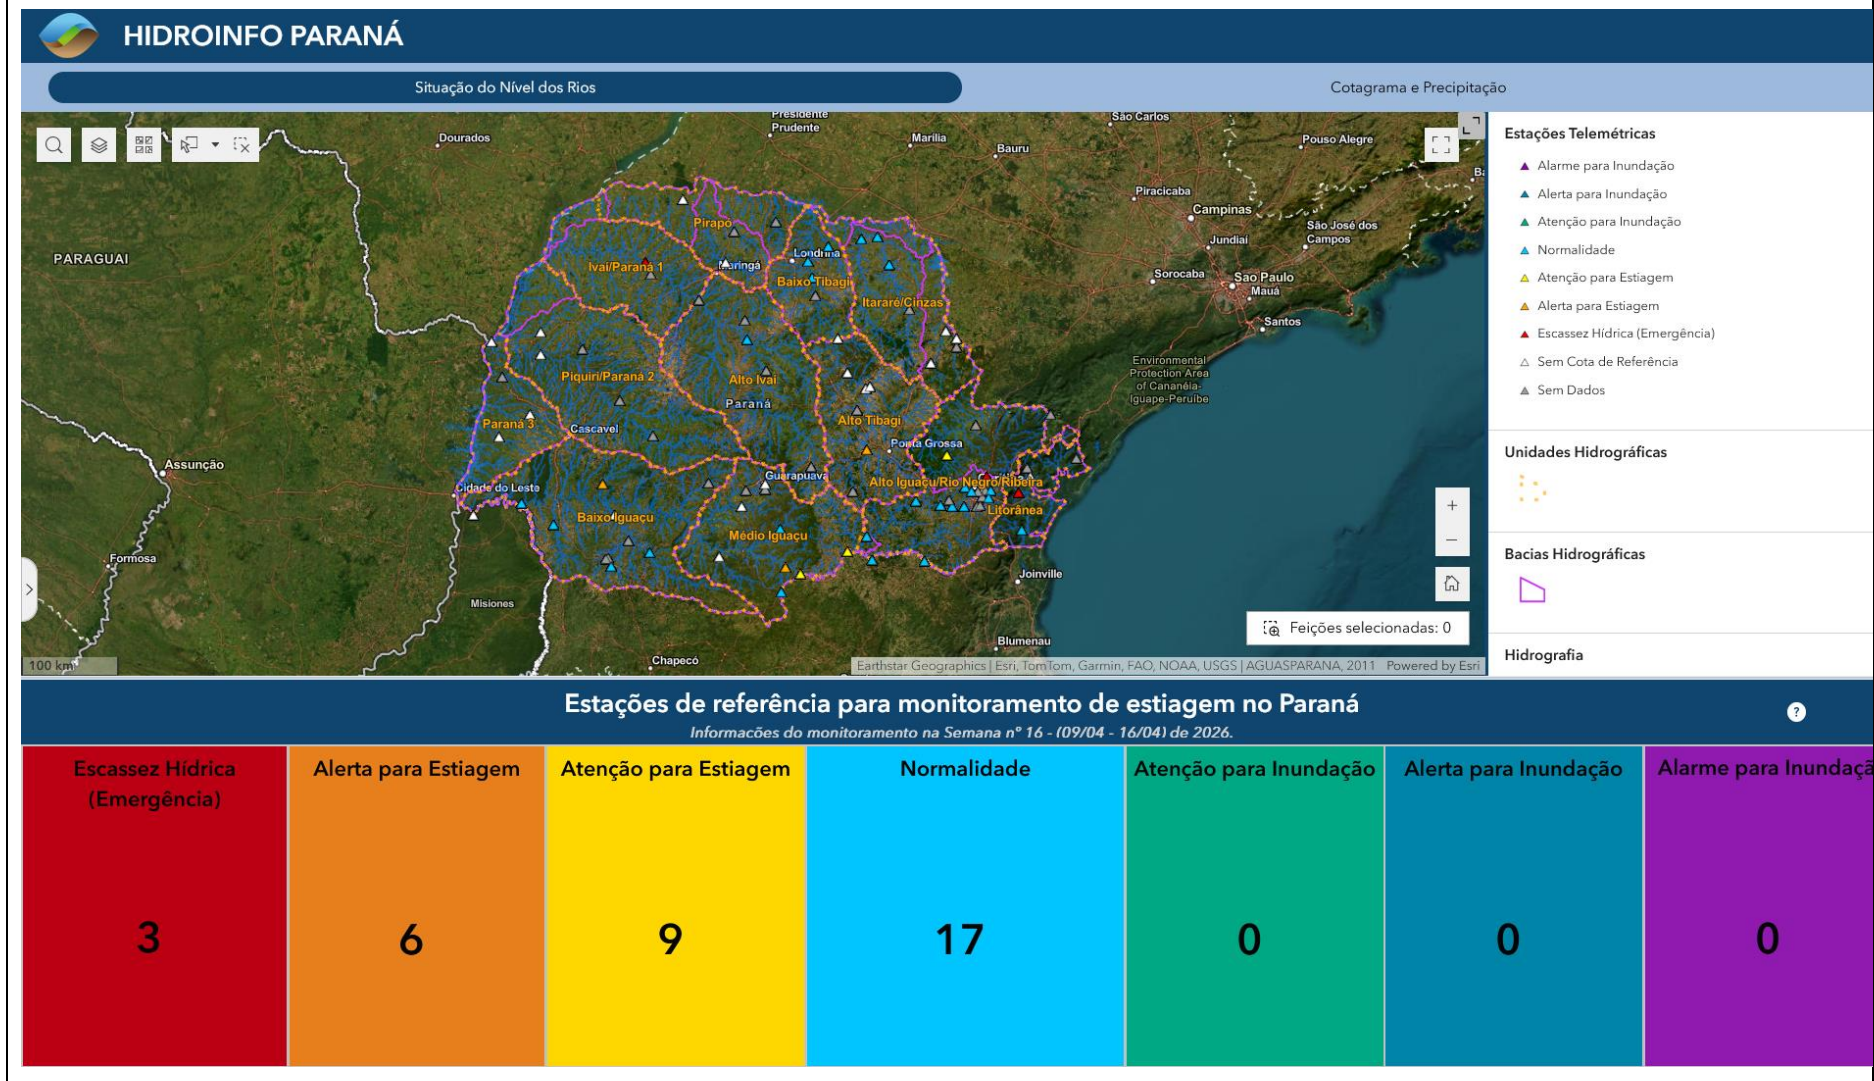 HIDROINFO PARANÁ
Situação do Nível dos Rios
Cotagrama e Precipitação
Presidente
Prudente
São Carlos
Dourados
Marília
Bauru
Pouso Alegre
Piracicaba
Campinas
São José dos
Campos
Jundiaí
Sorocaba
Sao Paulo
Mauá
Santos
PARAGUAI
Pirapó
Londrina
Ivaí/Paraná 1
Maringá
Baixo Tibagi
Itararé/Cinzas
Environmental
Protection Area
of Cananéia-
Iguape-Peruíbe
Piquiri/Paraná 2
Alto Ivaí
Paraná
Paraná 3
Cascavel
Alto Tibagi
Ponta Grossa
Assunção
Cidade do Leste
Guarapuava
Alto Iguaçu/Rio Negro/Ribeira
Litorânea
Baixo Iguaçu
Médio Iguaçu
Formosa
Joinville
Misiones
Blumenau
Chapecó
100 km
Feições selecionadas: 0
Earthstar Geographics | Esri, TomTom, Garmin, FAO, NOAA, USGS | AGUASPARANA, 2011 Powered by Esri
Estações Telemétricas
Alarme para Inundação
Alerta para Inundação
Atenção para Inundação
Normalidade
Atenção para Estiagem
Alerta para Estiagem
Escassez Hídrica (Emergência)
Sem Cota de Referência
Sem Dados
Unidades Hidrográficas
Bacias Hidrográficas
Hidrografia
Estações de referência para monitoramento de estiagem no Paraná
?
Informações do monitoramento na Semana nº 16 - (09/04 - 16/04) de 2026.
Escassez Hídrica
(Emergência)
3
Alerta para Estiagem
6
Atenção para Estiagem
9
Normalidade
17
Atenção para Inundação
0
Alerta para Inundação
0
Alarme para Inundaçã
0